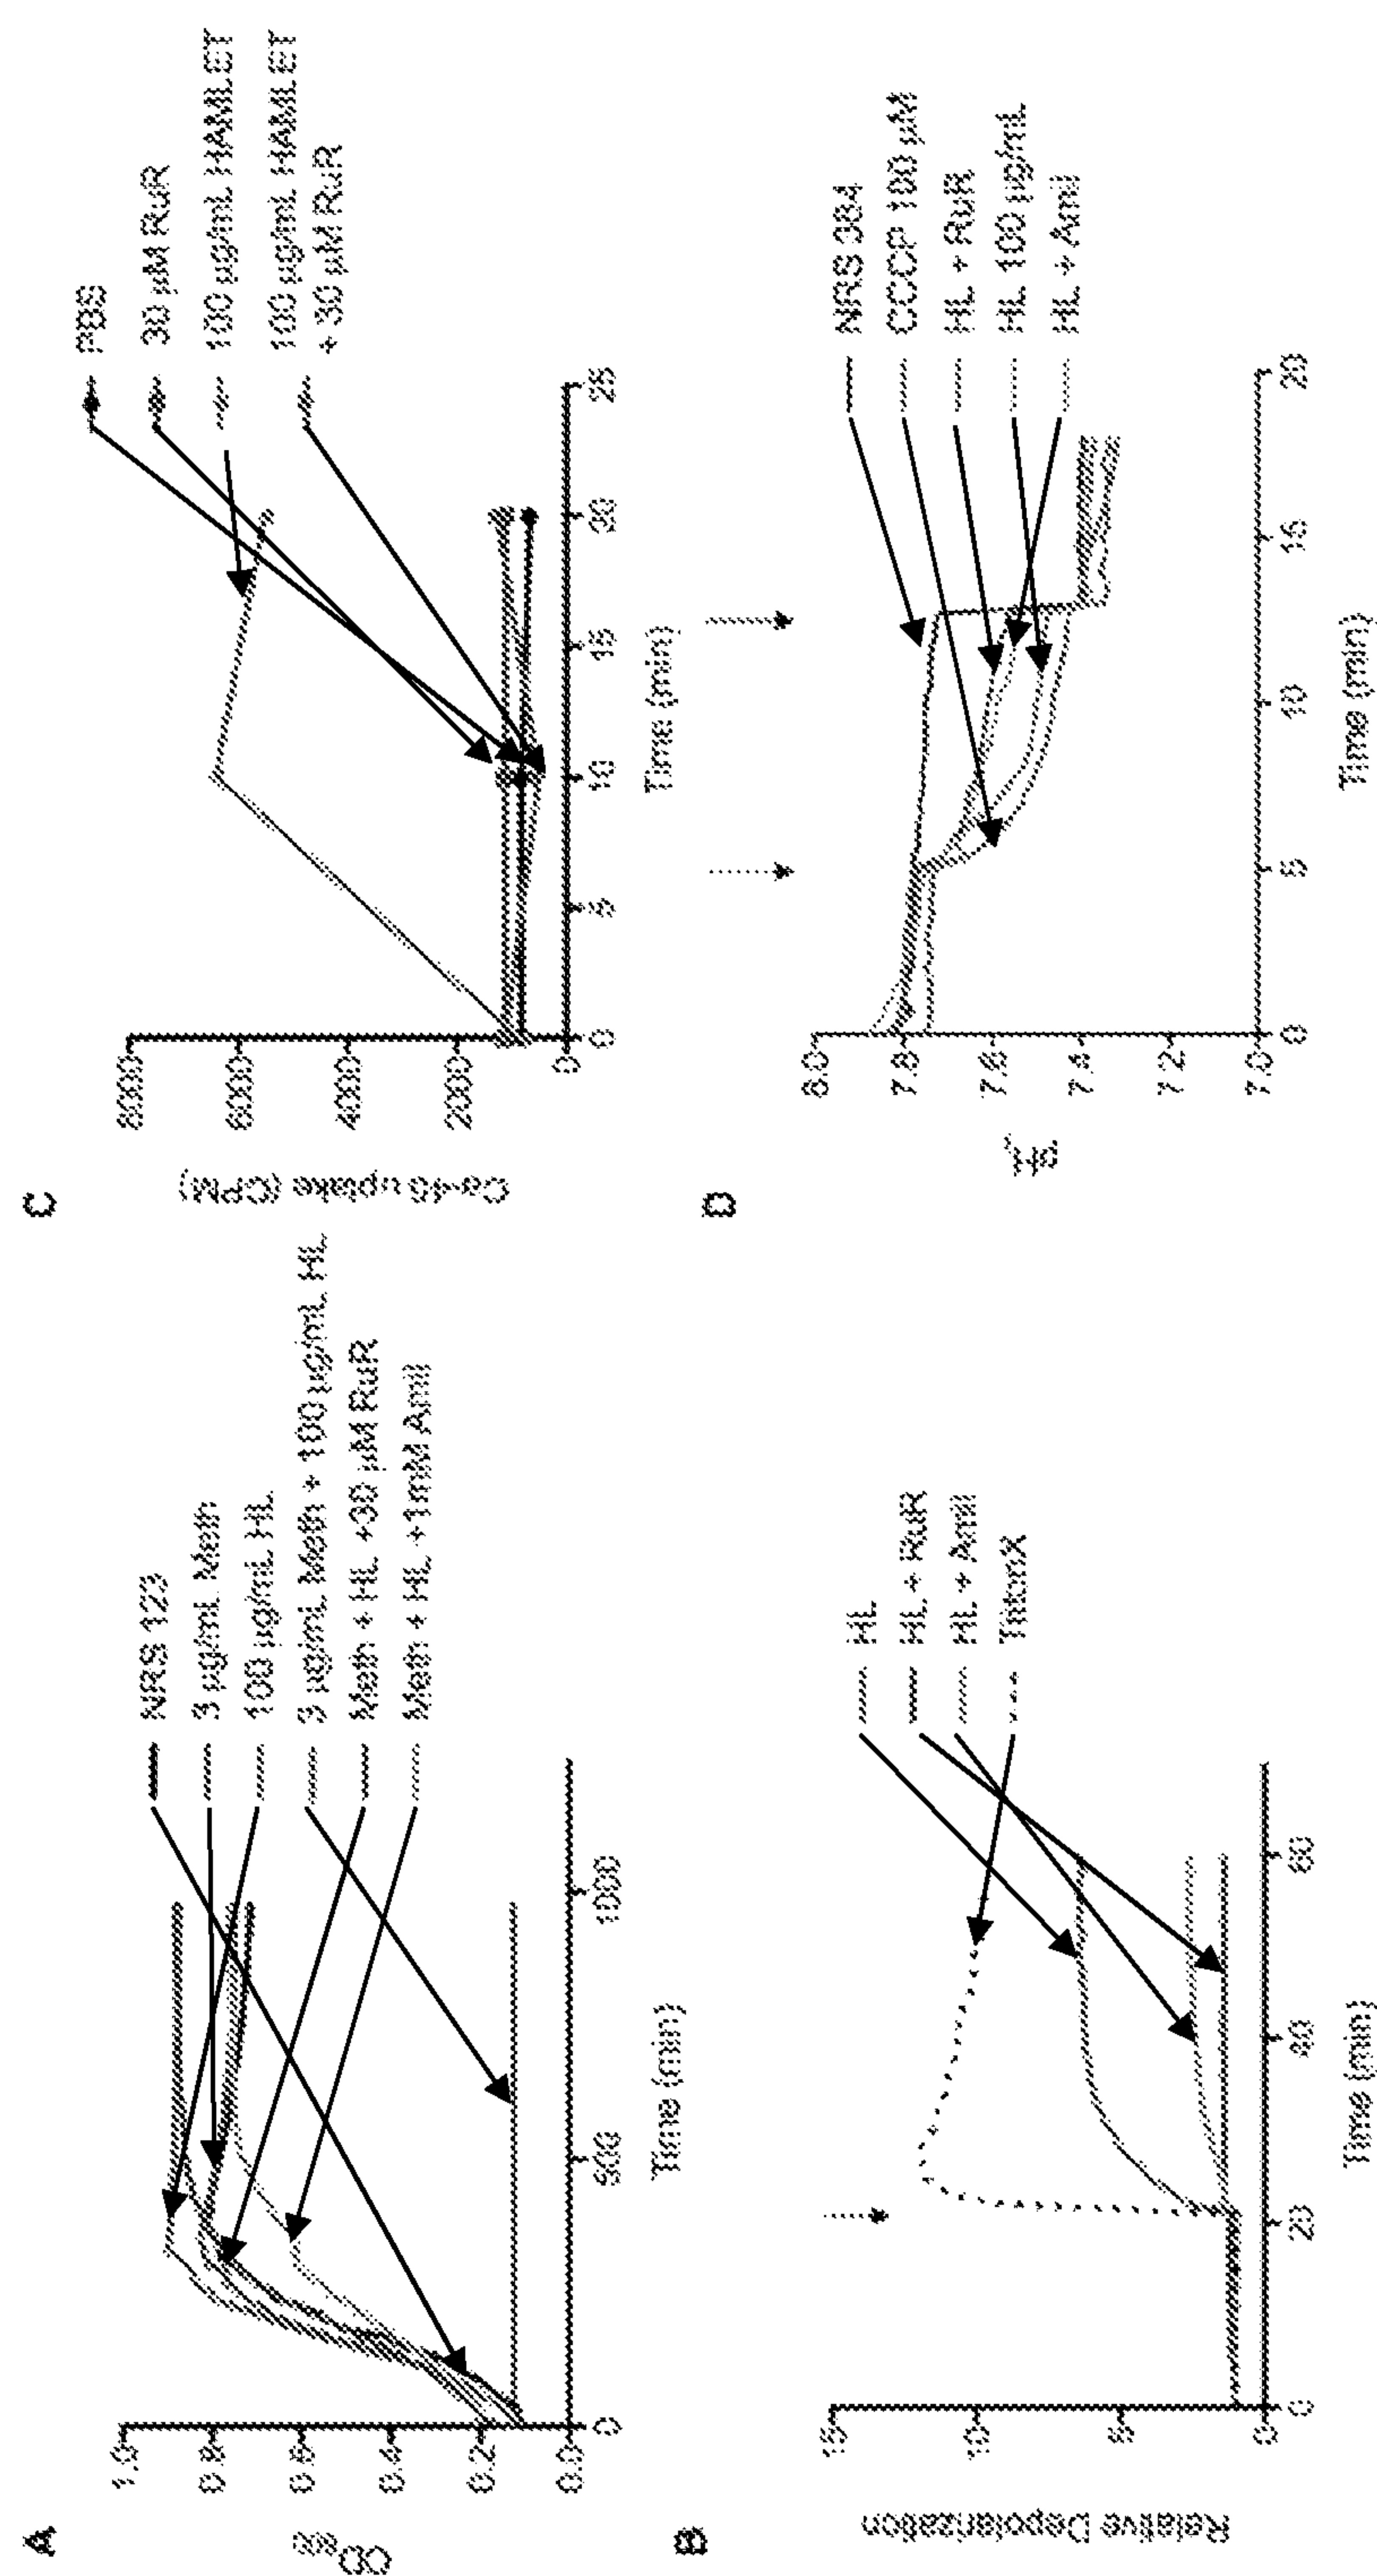 A
OD₆₀₀
1.0
0.8
0.6
0.4
0.2
0.0
0
500
1000
Time (min)
NRS 123
3 µg/mL Meth
100 µg/mL HL
3 µg/mL Meth + 100 µg/mL HL
Meth + HL +30 µM RuR
Meth + HL +1mM Amil
B
Relative Depolarization
15
10
5
0
0
20
40
60
Time (min)
HL
HL + RuR
HL + Amil
TritonX
C
Ca-45 uptake (CPM)
8000
6000
4000
2000
0
0
5
10
15
20
25
Time (min)
PBS
30 µM RuR
100 µg/mL HAMLET
100 µg/mL HAMLET
+ 30 µM RuR
D
8.0
7.8
7.6
7.4
7.2
7.0
0
5
10
15
20
Time (min)
NRS 384
CCCP 100 µM
HL + RuR
HL 100 µg/mL
HL + Amil